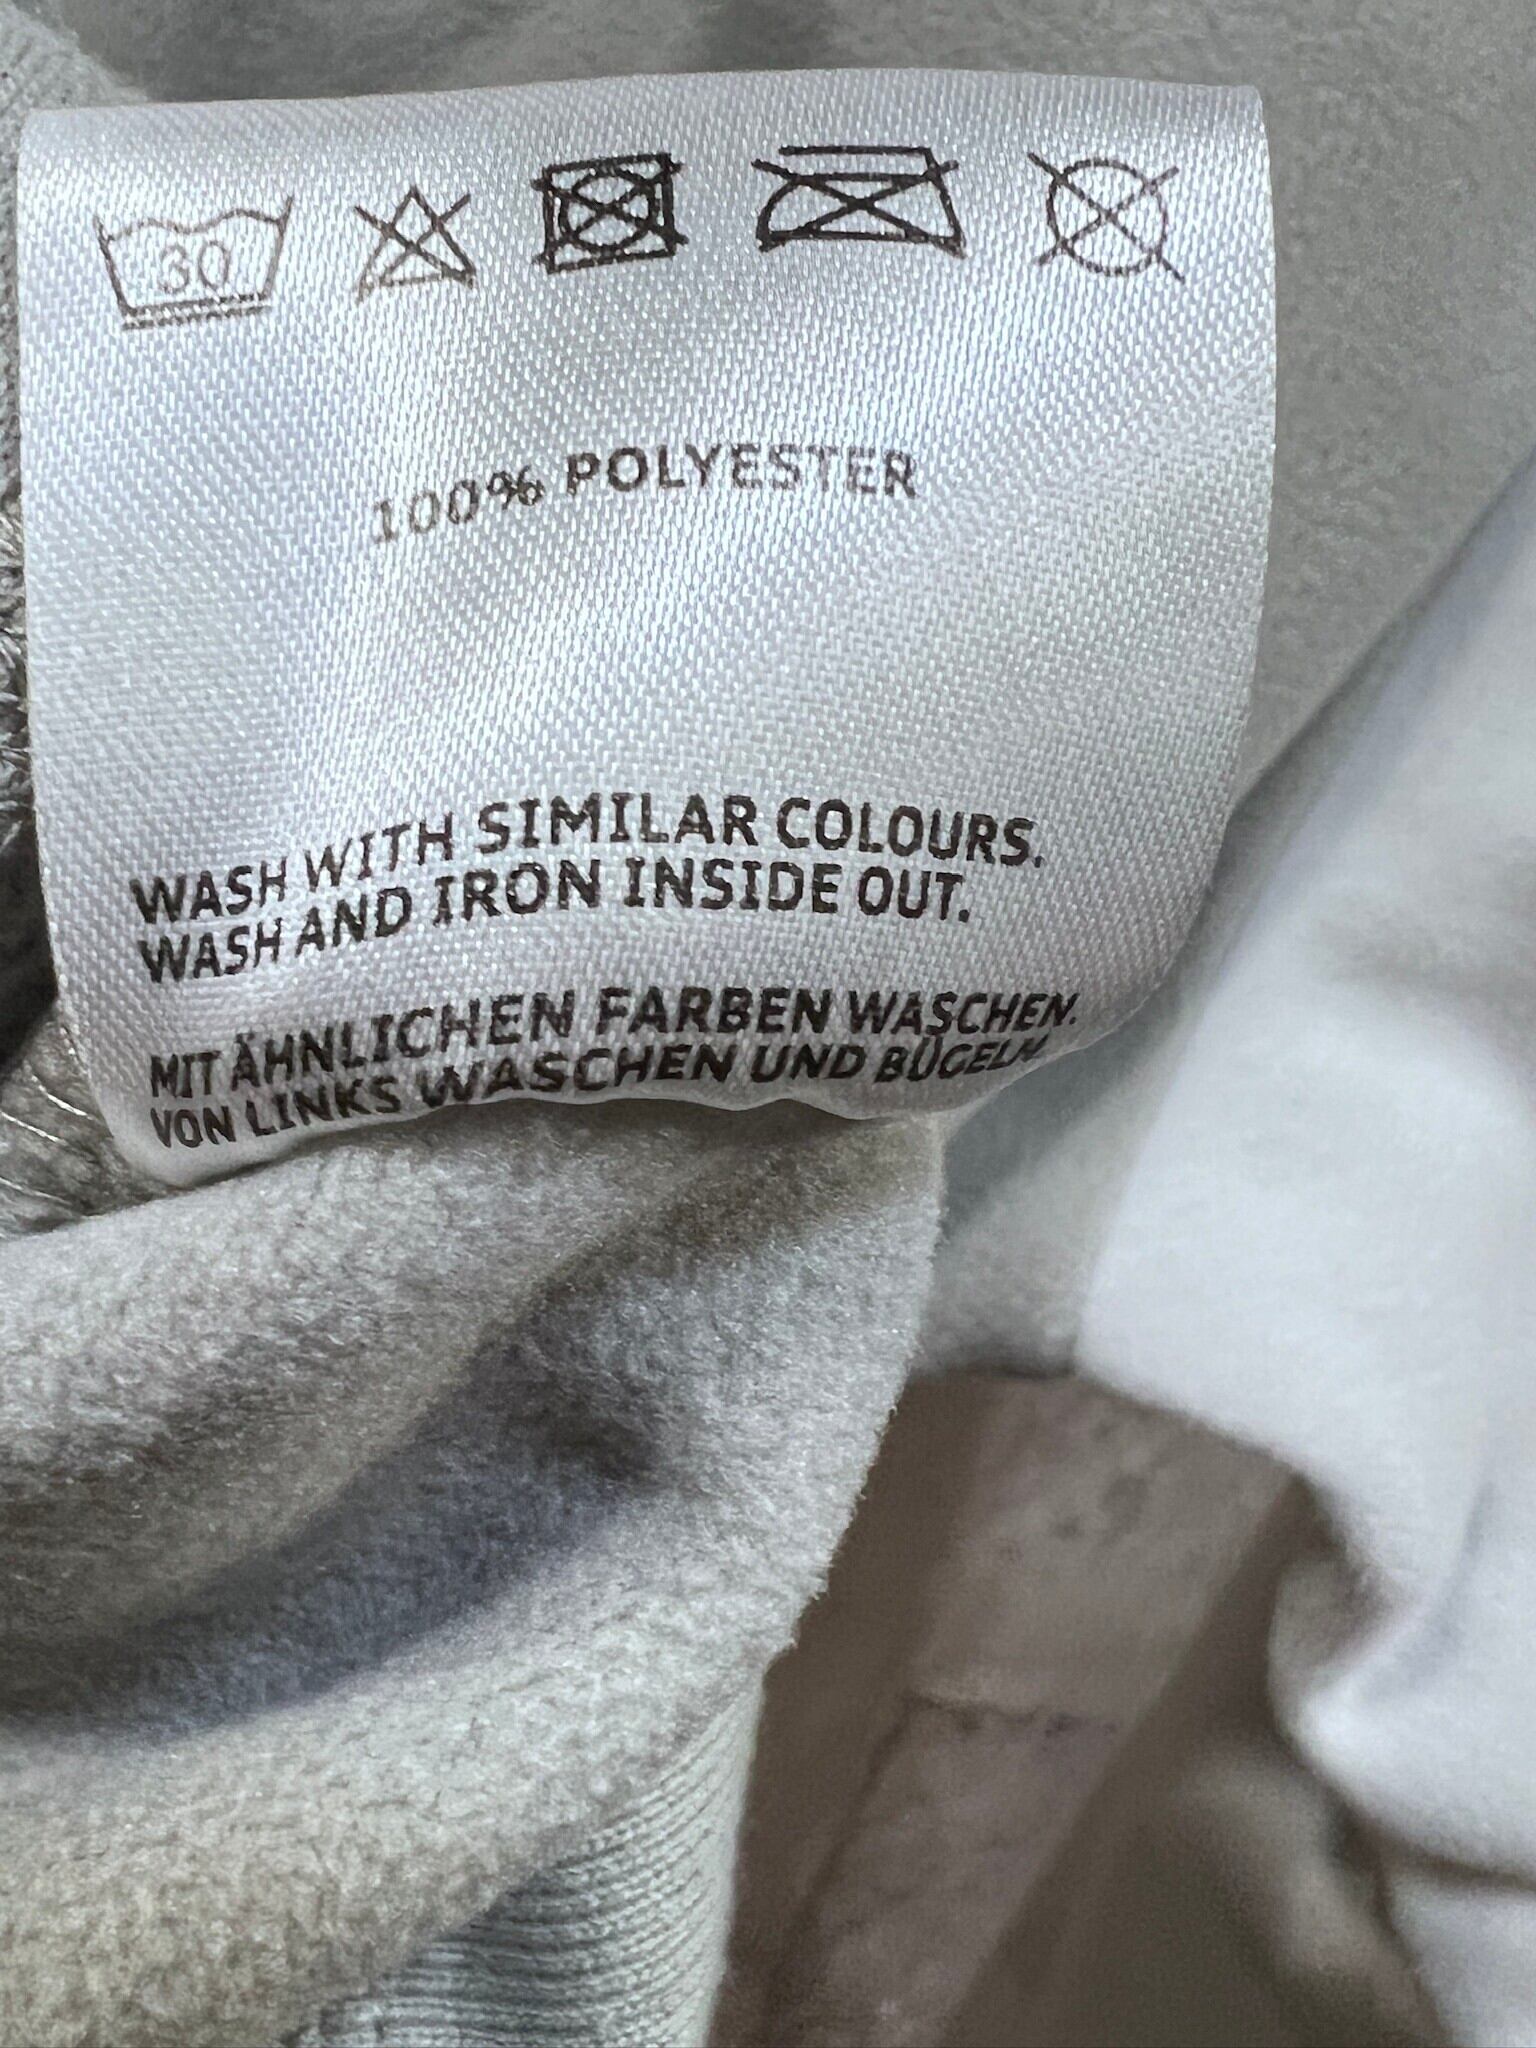 30
100% POLYESTER
WASH WITH SIMILAR COLOURS.
WASH AND IRON INSIDE OUT.
MIT ÄHNLICHEN FARBEN WASCHEN.
VON LINKS WASCHEN UND BÜGELN.